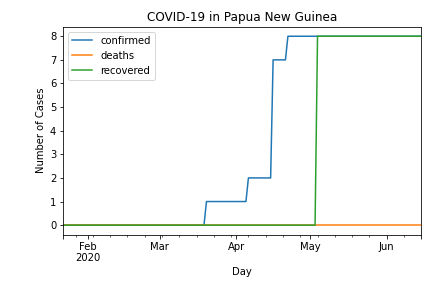 COVID-19 in Papua New Guinea
confirmed
deaths
recovered
Number of Cases
8
7
6
5
4
3
2
1
0
Feb
2020
Mar
Apr
May
Jun
Day